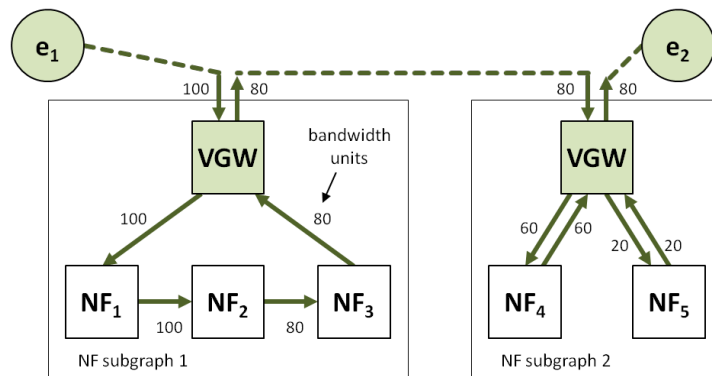 e1
e2
100
80
80
80
VGW
bandwidth
units
VGW
100
80
60
60
20
20
NF1
NF2
NF3
NF4
NF5
100
80
NF subgraph 1
NF subgraph 2